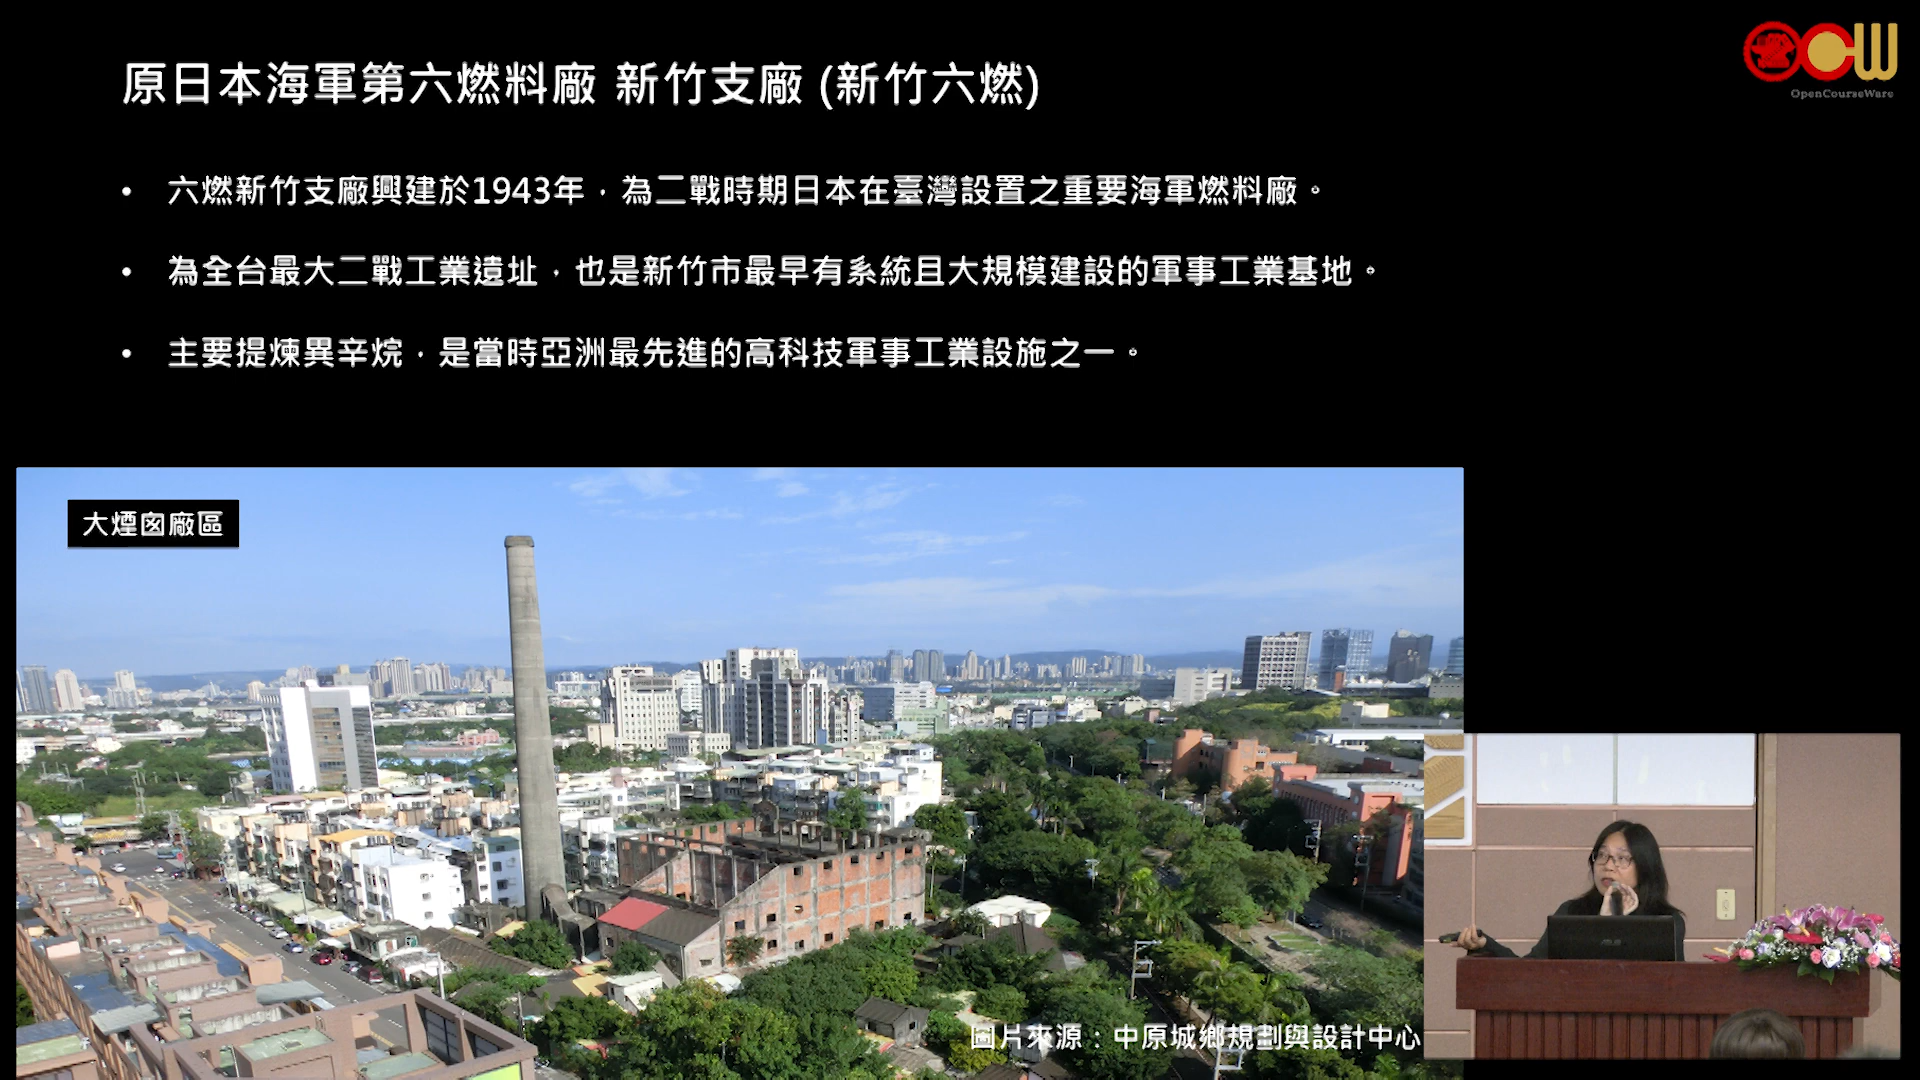 原日本海軍第六燃料廠 新竹支廠 (新竹六燃)
OpenCourseWare
• 六燃新竹支廠興建於1943年，為二戰時期日本在臺灣設置之重要海軍燃料廠。
• 為全台最大二戰工業遺址，也是新竹市最早有系統且大規模建設的軍事工業基地。
• 主要提煉異辛烷，是當時亞洲最先進的高科技軍事工業設施之一。
大煙囪廠區
圖片來源：中原城鄉規劃與設計中心